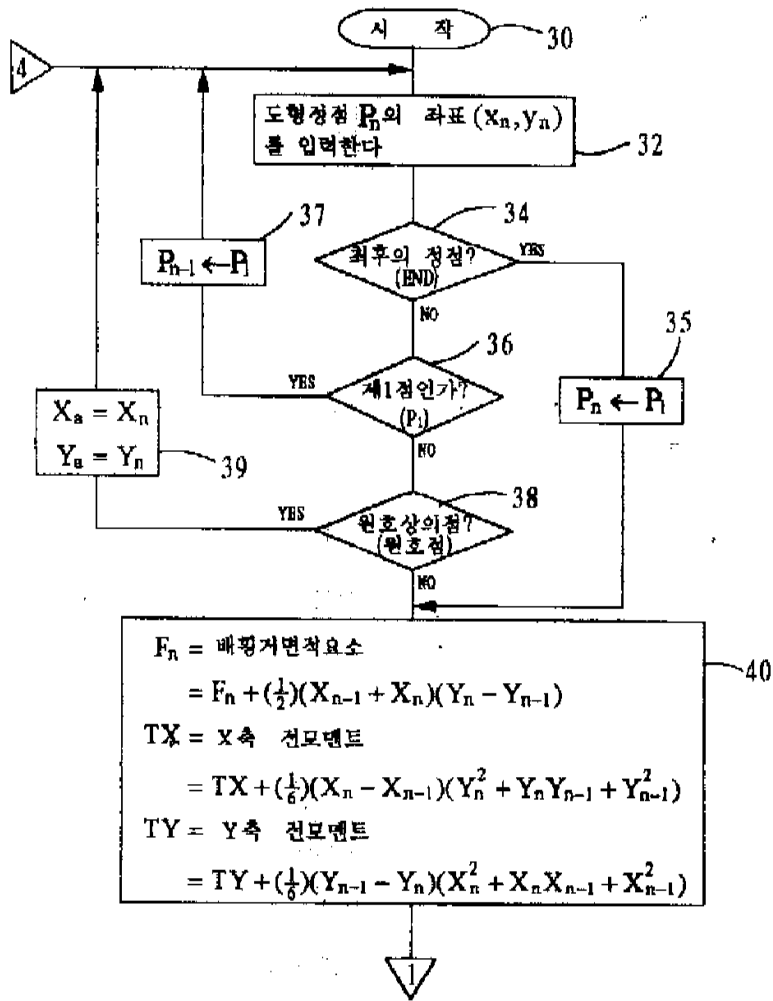 시 작
30
4
도형정점 Pn의 좌표 (xn,yn)
를 입력한다
32
37
34
Pn-1 ← P1
최후의 정점?
(END)
YES
NO
35
36
YES
제1점인가?
(P1)
Pn ← P1
Xa = Xn
Ya = Yn
39
NO
38
YES
원호상의점?
(원호점)
NO
Fn = 배횡거면적요소
40
= Fn + (1/2)(Xn-1 + Xn)(Yn − Yn-1)
TX = X축 전모멘트
= TX + (1/6)(Xn − Xn-1)(Yn² + YnYn-1 + Yn-1²)
TY = Y축 전모멘트
= TY + (1/6)(Yn-1 − Yn)(Xn² + XnXn-1 + Xn-1²)
1